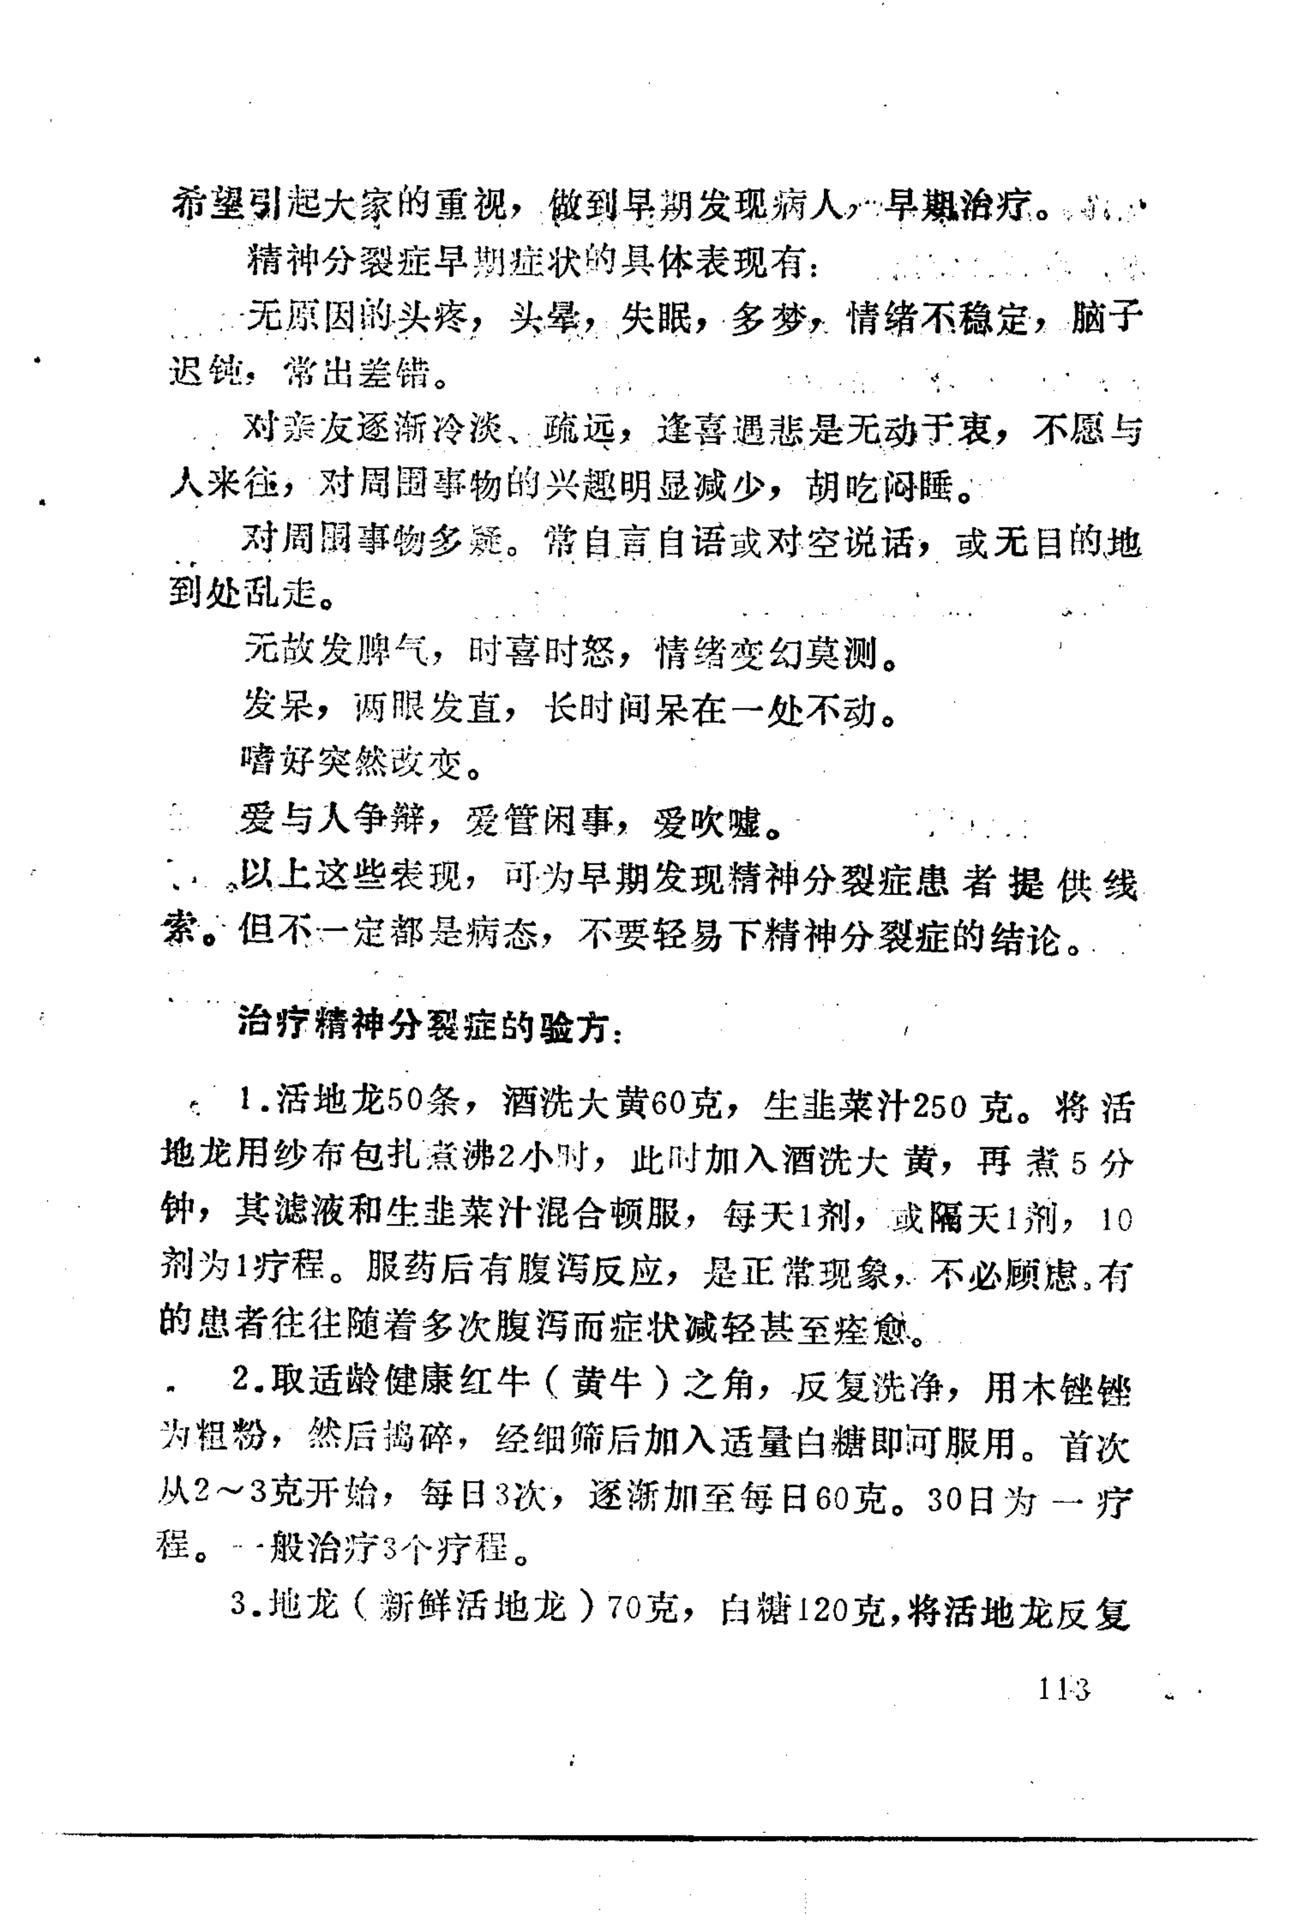 希望引起大家的重视，做到早期发现病人，早期治疗。
精神分裂症早期症状的具体表现有：
无原因的头疼，头晕，失眠，多梦，情绪不稳定，脑子
迟钝，常出差错。
对亲友逐渐冷淡、疏远，逢喜遇悲是无动于衷，不愿与
人来往，对周围事物的兴趣明显减少，胡吃闷睡。
对周围事物多疑。常自言自语或对空说话，或无目的地
到处乱走。
无故发脾气，时喜时怒，情绪变幻莫测。
发呆，两眼发直，长时间呆在一处不动。
嗜好突然改变。
爱与人争辩，爱管闲事，爱吹嘘。
以上这些表现，可为早期发现精神分裂症患者提供线
索。但不一定都是病态，不要轻易下精神分裂症的结论。
治疗精神分裂症的验方：
1.活地龙50条，酒洗大黄60克，生韭菜汁250克。将活
地龙用纱布包扎煮沸2小时，此时加入酒洗大黄，再煮5分
钟，其滤液和生韭菜汁混合顿服，每天1剂，或隔天1剂，10
剂为1疗程。服药后有腹泻反应，是正常现象，不必顾虑。有
的患者往往随着多次腹泻而症状减轻甚至痊愈。
2.取适龄健康红牛（黄牛）之角，反复洗净，用木锉锉
为粗粉，然后捣碎，经细筛后加入适量白糖即可服用。首次
从2～3克开始，每日3次，逐渐加至每日60克。30日为一疗
程。一般治疗3个疗程。
3.地龙（新鲜活地龙）70克，白糖120克，将活地龙反复
113